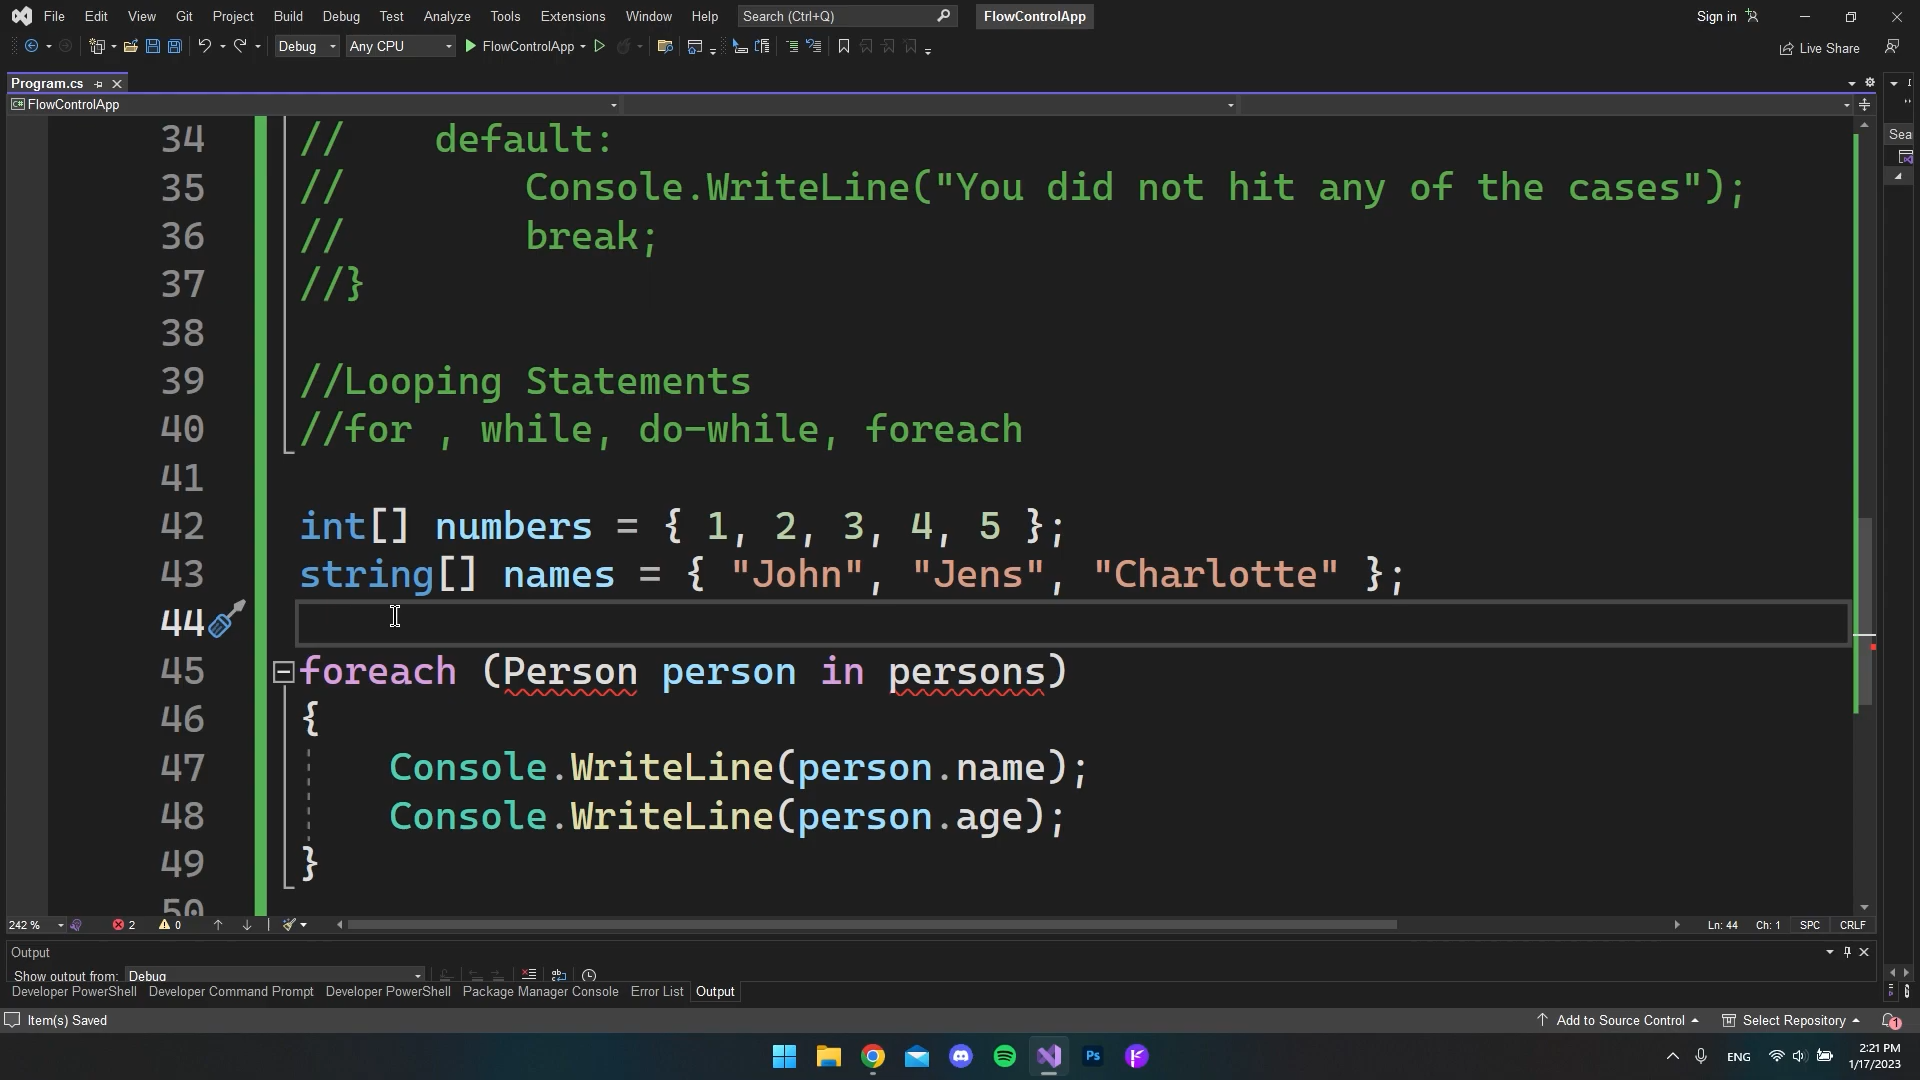 File Edit View Git Project Build Debug Test Analyze Tools Extensions Window Help Search (Ctrl+Q) FlowControlApp Sign in
Debug Any CPU FlowControlApp Live Share
Program.cs
C# FlowControlApp
34 //    default:
35 //        Console.WriteLine("You did not hit any of the cases");
36 //        break;
37 //}
38
39 //Looping Statements
40 //for , while, do-while, foreach
41
42 int[] numbers = { 1, 2, 3, 4, 5 };
43 string[] names = { "John", "Jens", "Charlotte" };
44
45 foreach (Person person in persons)
46 {
47     Console.WriteLine(person.name);
48     Console.WriteLine(person.age);
49 }
50
Sea
242 % 2 0 Ln: 44 Ch: 1 SPC CRLF
Output
Show output from: Debug
Developer PowerShell Developer Command Prompt Developer PowerShell Package Manager Console Error List Output
Item(s) Saved Add to Source Control Select Repository 1
Ps ENG 2:21 PM
1/17/2023